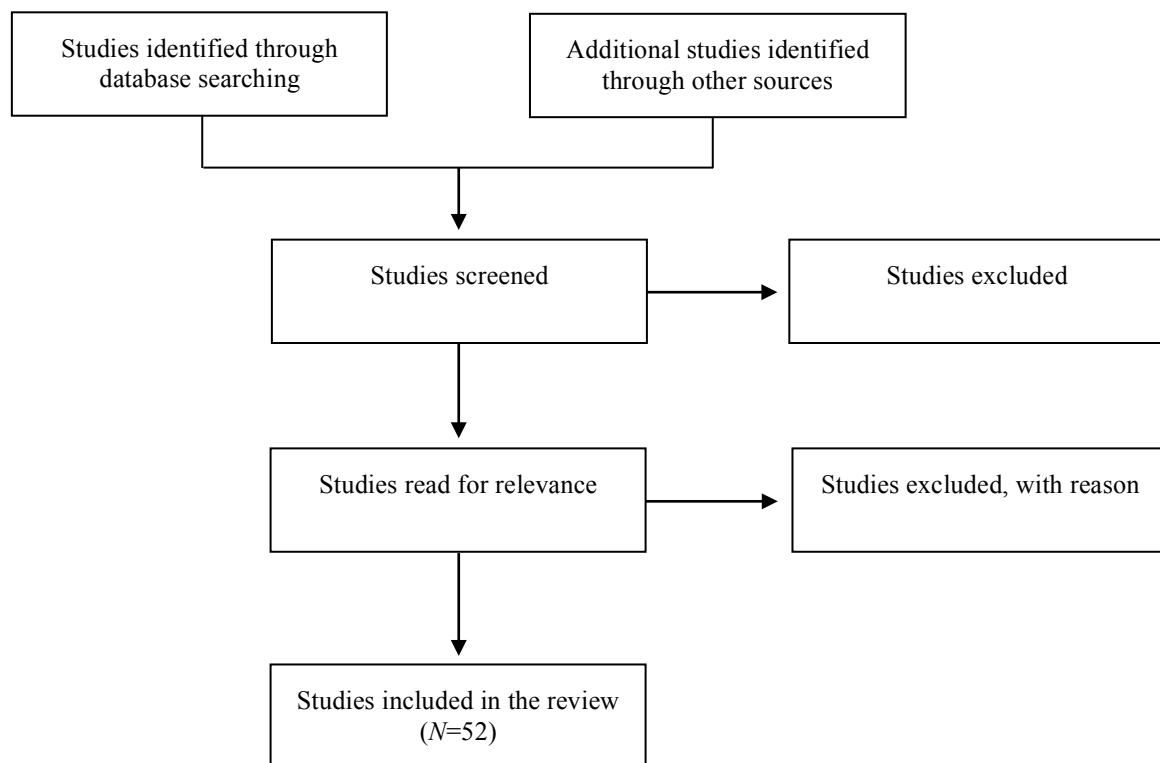 Studies identified through
database searching
Additional studies identified
through other sources
Studies screened
Studies excluded
Studies read for relevance
Studies excluded, with reason
Studies included in the review
(N=52)